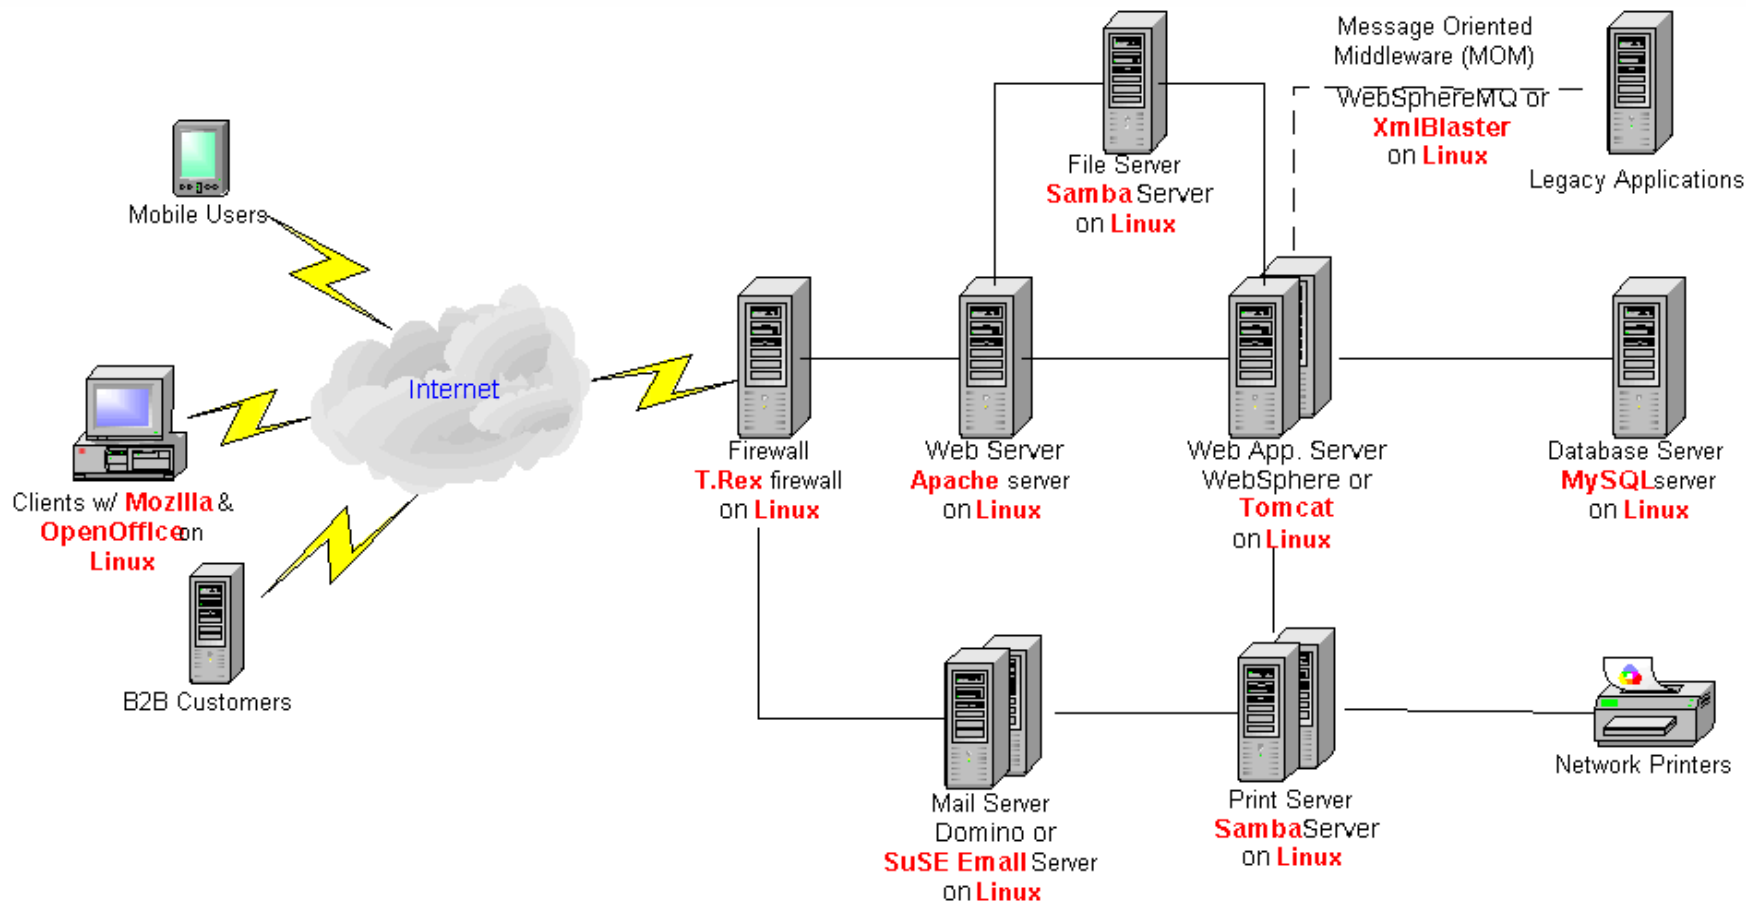 Message Oriented
Middleware (MOM)
WebSphereMQ or
XmlBlaster
on Linux
Legacy Applications
File Server
Samba Server
on Linux
Mobile Users
Internet
Clients w/ Mozilla &
OpenOffice on
Linux
B2B Customers
Firewall
T.Rex firewall
on Linux
Web Server
Apache server
on Linux
Web App. Server
WebSphere or
Tomcat
on Linux
Database Server
MySQL server
on Linux
Mail Server
Domino or
SuSE Email Server
on Linux
Print Server
Samba Server
on Linux
Network Printers